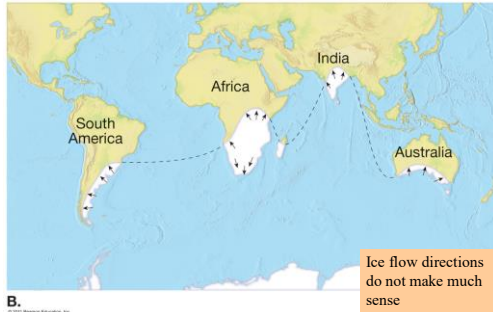 India
Africa
South
America
Australia
Ice flow directions
do not make much
sense
B.